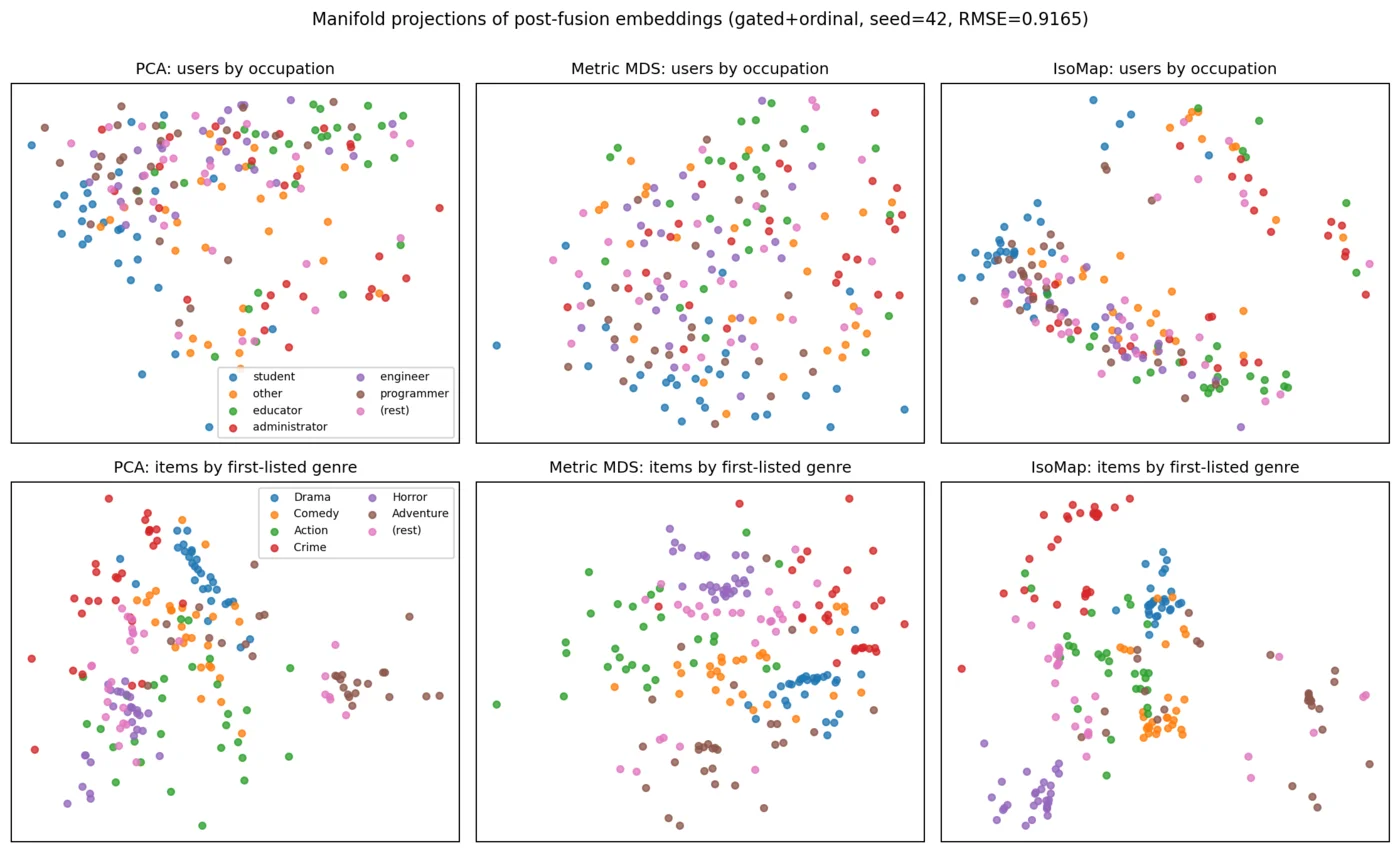 Manifold projections of post-fusion embeddings (gated+ordinal, seed=42, RMSE=0.9165)
PCA: users by occupation
Metric MDS: users by occupation
IsoMap: users by occupation
student
other
educator
administrator
engineer
programmer
(rest)
PCA: items by first-listed genre
Metric MDS: items by first-listed genre
IsoMap: items by first-listed genre
Drama
Comedy
Action
Crime
Horror
Adventure
(rest)